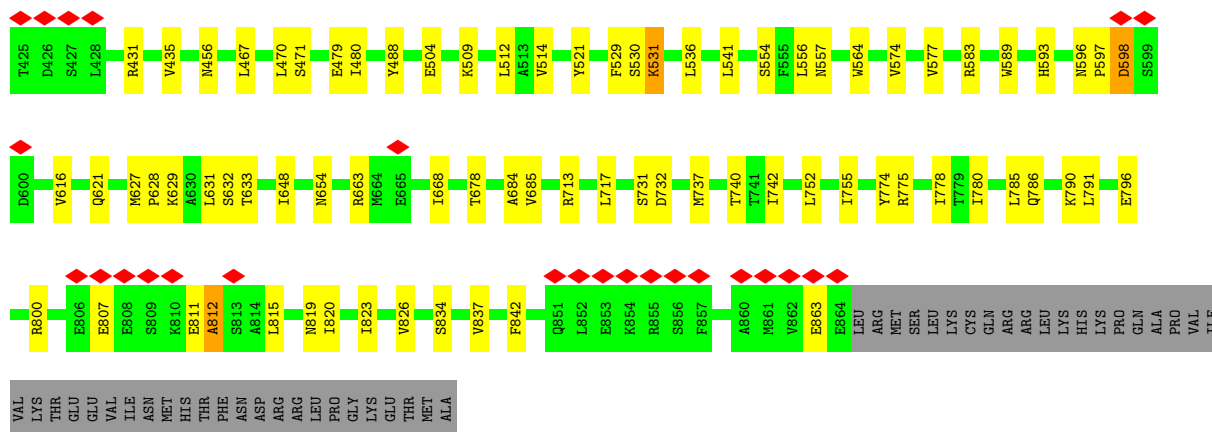 T425 D426 S427 L428 R431 V435 N456 L467 L470 S471 E479 I480 Y488 E504 K509 L512 A513 V514 Y521 F529 S530 K531 L536 L541 S554 F555 L556 N557 W564 V574 V577 R583 W589 H593 N596 P597 D598 S599
D600 V616 Q621 M627 P628 K629 A630 L631 S632 T633 I648 N654 R663 M664 E665 I668 T678 A684 V685 R713 L717 S731 D732 M737 T740 T741 I742 L752 I755 Y774 R775 I778 T779 I780 L785 Q786 K790 L791 E796
R800 E806 E807 E808 S809 K810 E811 A812 S813 A814 L815 N819 I820 I823 V826 S834 V837 F842 Q851 L852 E853 K854 R855 S856 F857 A860 M861 V862 E863 E864 LEU ARG MET SER LEU LYS CYS GLN ARG ARG LEU LYS HIS LYS PRO GLN ALA PRO VAL ILE
VAL LYS THR GLU GLU VAL ILE ASN MET HIS THR PHE ASN ASP ARG ARG LEU PRO GLY LYS GLU THR MET ALA